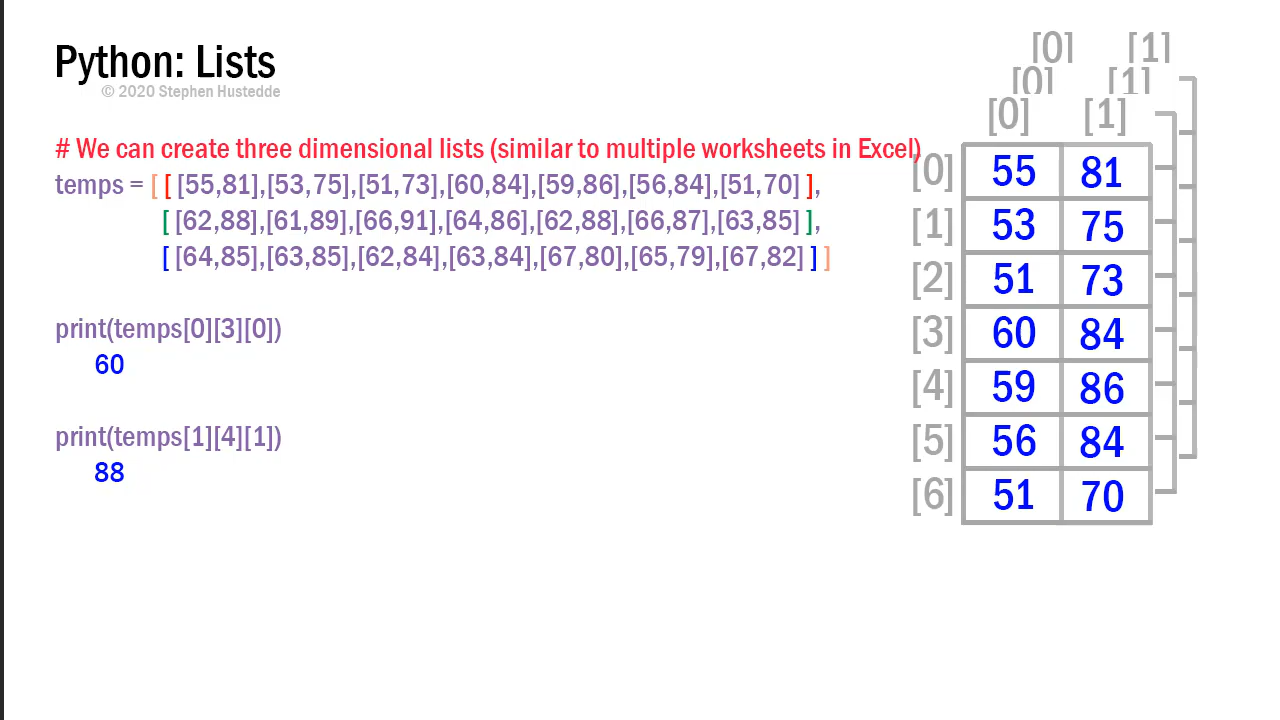 Python: Lists
© 2020 Stephen Hustedde
# We can create three dimensional lists (similar to multiple worksheets in Excel)
temps = [ [ [55,81],[53,75],[51,73],[60,84],[59,86],[56,84],[51,70] ],
[ [62,88],[61,89],[66,91],[64,86],[62,88],[66,87],[63,85] ],
[ [64,85],[63,85],[62,84],[63,84],[67,80],[65,79],[67,82] ] ]
print(temps[0][3][0])
60
print(temps[1][4][1])
88
[0] [1]
[0] [1]
[0] [1]
[0] 55 81
[1] 53 75
[2] 51 73
[3] 60 84
[4] 59 86
[5] 56 84
[6] 51 70